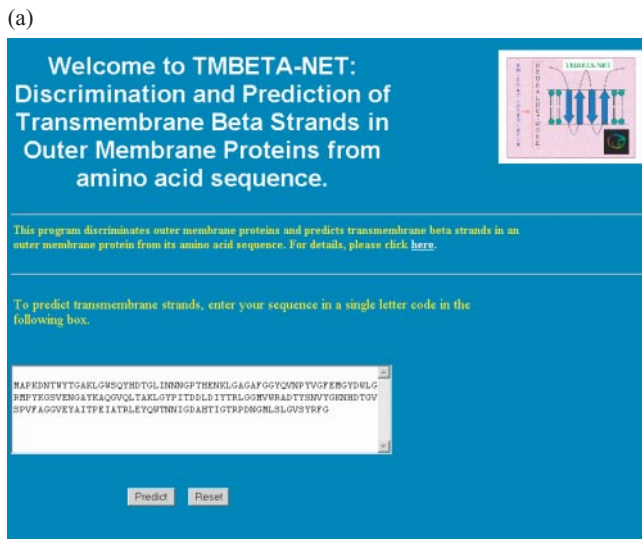 (a)
Welcome to TMBETA-NET:
Discrimination and Prediction of
Transmembrane Beta Strands in
Outer Membrane Proteins from
amino acid sequence.
TMBETA-NET
This program discriminates outer membrane proteins and predicts transmembrane beta strands in an
outer membrane protein from its amino acid sequence. For details, please click here.
To predict transmembrane strands, enter your sequence in a single letter code in the
following box.
MAPKDNTWYTGAKLGWSQYHDTGLINNNGPTHENKLGAGAFGGYQVNPYVGFEMGYDWLG
RMPYKGSVENGAYKAQGVQLTAKLGYPITDDLDIYTRLGGMVWRADTYSNVYGKNHDTGV
SPVFAGGVEYAITPEIATRLEYQWTNNIGDAHTIGTRPDNGMLSLGVSYRFG
Predict Reset